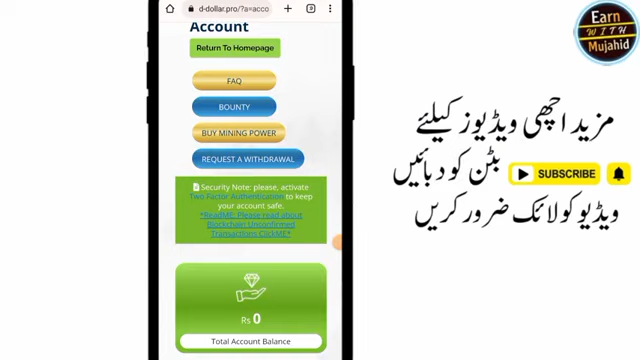 d-dollar.pro/?a=acco
Account
Return To Homepage
FAQ
BOUNTY
BUY MINING POWER
REQUEST A WITHDRAWAL
Security Note: please, activate
Two Factor Authentication to keep
your account safe.
*ReadME: Please read about
Blockchain Unconfirmed
Transactions ClickME*
Rs 0
Total Account Balance
Earn
WITH
Mujahid
مزید اچھی ویڈیوز کیلئے
SUBSCRIBE بٹن کو دبائیں
ویڈیو کو لائک ضرور کریں